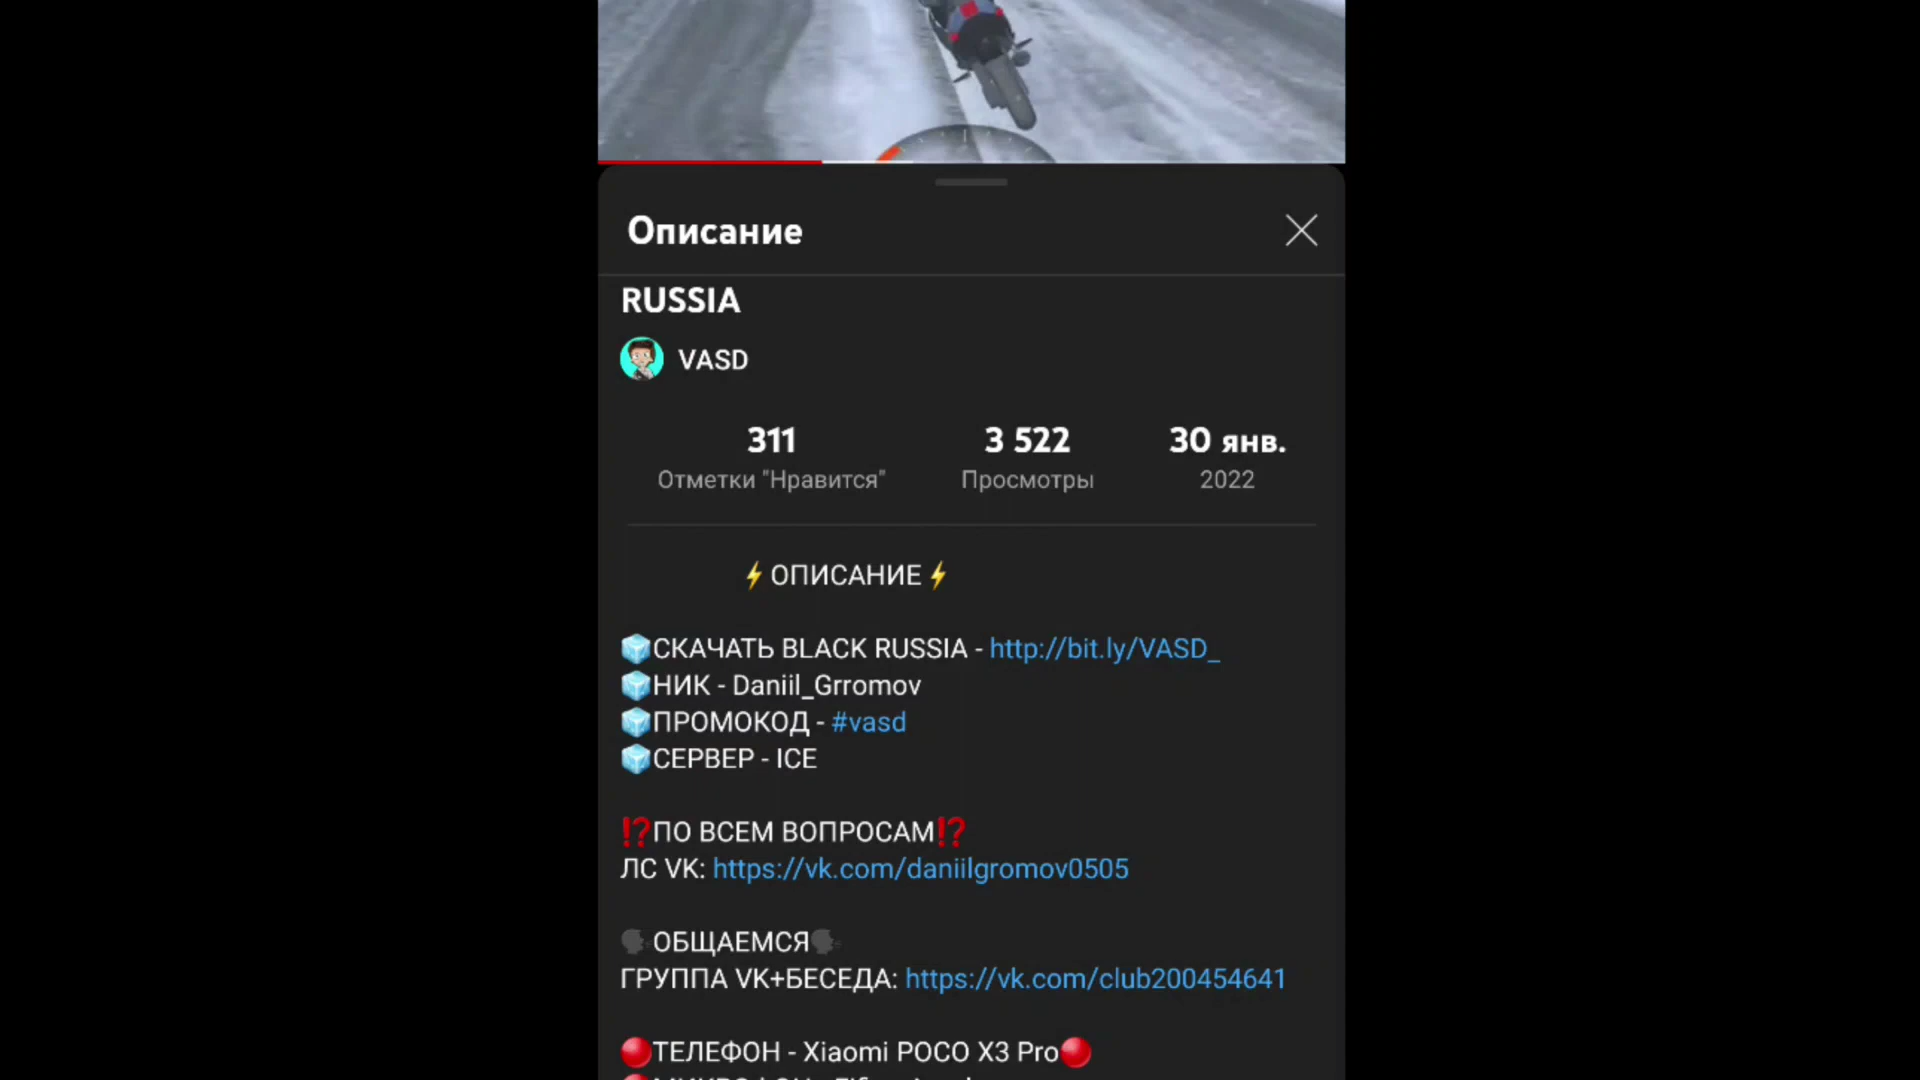 Описание
RUSSIA
VASD
311 3 522 30 янв.
Отметки "Нравится" Просмотры 2022
⚡ОПИСАНИЕ⚡
🧊СКАЧАТЬ BLACK RUSSIA - http://bit.ly/VASD_
🧊НИК - Daniil_Grromov
🧊ПРОМОКОД - #vasd
🧊СЕРВЕР - ICE
⁉️ПО ВСЕМ ВОПРОСАМ⁉️
ЛС VK: https://vk.com/daniilgromov0505
🗣ОБЩАЕМСЯ🗣
ГРУППА VK+БЕСЕДА: https://vk.com/club200454641
🔴ТЕЛЕФОН - Xiaomi POCO X3 Pro🔴